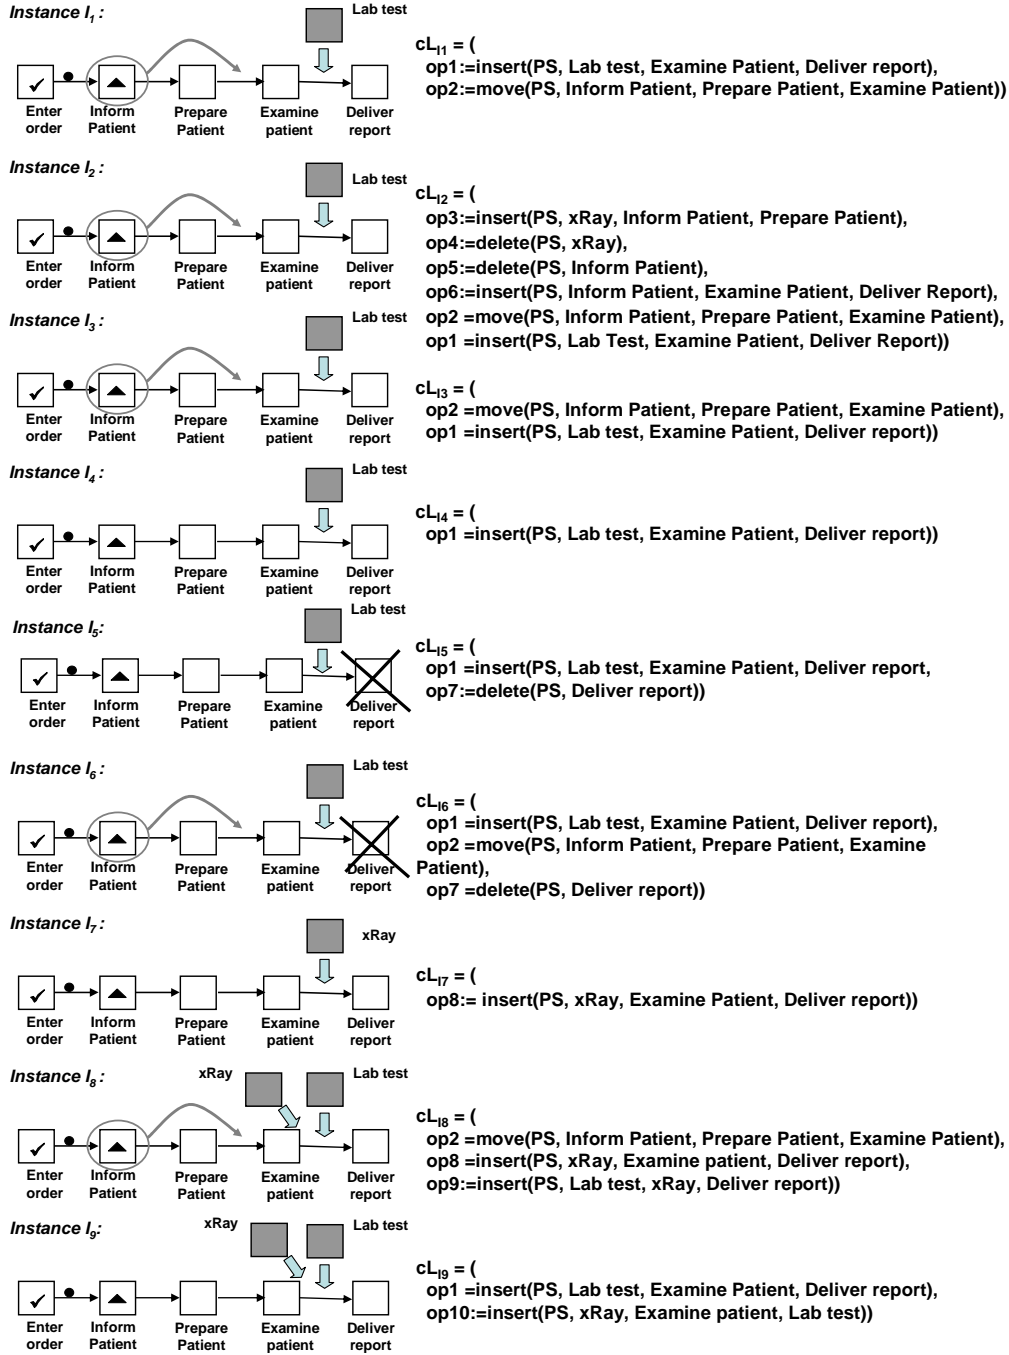 Instance I1 :
Lab test
Enter order
Inform Patient
Prepare Patient
Examine patient
Deliver report
cLI1 = (
op1:=insert(PS, Lab test, Examine Patient, Deliver report),
op2:=move(PS, Inform Patient, Prepare Patient, Examine Patient))
Instance I2 :
Lab test
Enter order
Inform Patient
Prepare Patient
Examine patient
Deliver report
cLI2 = (
op3:=insert(PS, xRay, Inform Patient, Prepare Patient),
op4:=delete(PS, xRay),
op5:=delete(PS, Inform Patient),
op6:=insert(PS, Inform Patient, Examine Patient, Deliver Report),
op2 =move(PS, Inform Patient, Prepare Patient, Examine Patient),
op1 =insert(PS, Lab Test, Examine Patient, Deliver Report))
Instance I3 :
Lab test
Enter order
Inform Patient
Prepare Patient
Examine patient
Deliver report
cLI3 = (
op2 =move(PS, Inform Patient, Prepare Patient, Examine Patient),
op1 =insert(PS, Lab test, Examine Patient, Deliver report))
Instance I4 :
Lab test
Enter order
Inform Patient
Prepare Patient
Examine patient
Deliver report
cLI4 = (
op1 =insert(PS, Lab test, Examine Patient, Deliver report))
Instance I5:
Lab test
Enter order
Inform Patient
Prepare Patient
Examine patient
Deliver report
cLI5 = (
op1 =insert(PS, Lab test, Examine Patient, Deliver report,
op7:=delete(PS, Deliver report))
Instance I6 :
Lab test
Enter order
Inform Patient
Prepare Patient
Examine patient
Deliver report
cLI6 = (
op1 =insert(PS, Lab test, Examine Patient, Deliver report),
op2 =move(PS, Inform Patient, Prepare Patient, Examine
Patient),
op7 =delete(PS, Deliver report))
Instance I7 :
xRay
Enter order
Inform Patient
Prepare Patient
Examine patient
Deliver report
cLI7 = (
op8:= insert(PS, xRay, Examine Patient, Deliver report))
Instance I8 :
xRay
Lab test
Enter order
Inform Patient
Prepare Patient
Examine patient
Deliver report
cLI8 = (
op2 =move(PS, Inform Patient, Prepare Patient, Examine Patient),
op8 =insert(PS, xRay, Examine patient, Deliver report),
op9:=insert(PS, Lab test, xRay, Deliver report))
Instance I9:
xRay
Lab test
Enter order
Inform Patient
Prepare Patient
Examine patient
Deliver report
cLI9 = (
op1 =insert(PS, Lab test, Examine Patient, Deliver report),
op10:=insert(PS, xRay, Examine patient, Lab test))